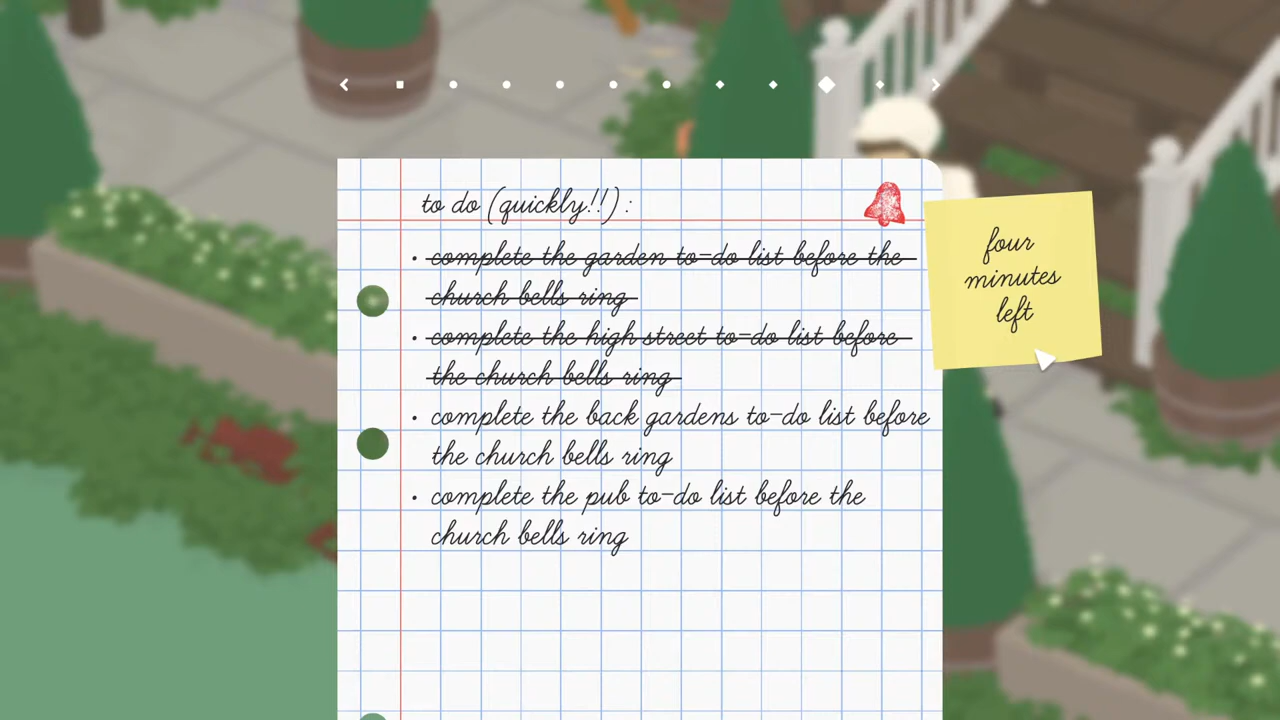 to do (quickly!!) :
• complete the garden to-do list before the
church bells ring
• complete the high street to-do list before
the church bells ring
• complete the back gardens to-do list before
the church bells ring
• complete the pub to-do list before the
church bells ring
four
minutes
left